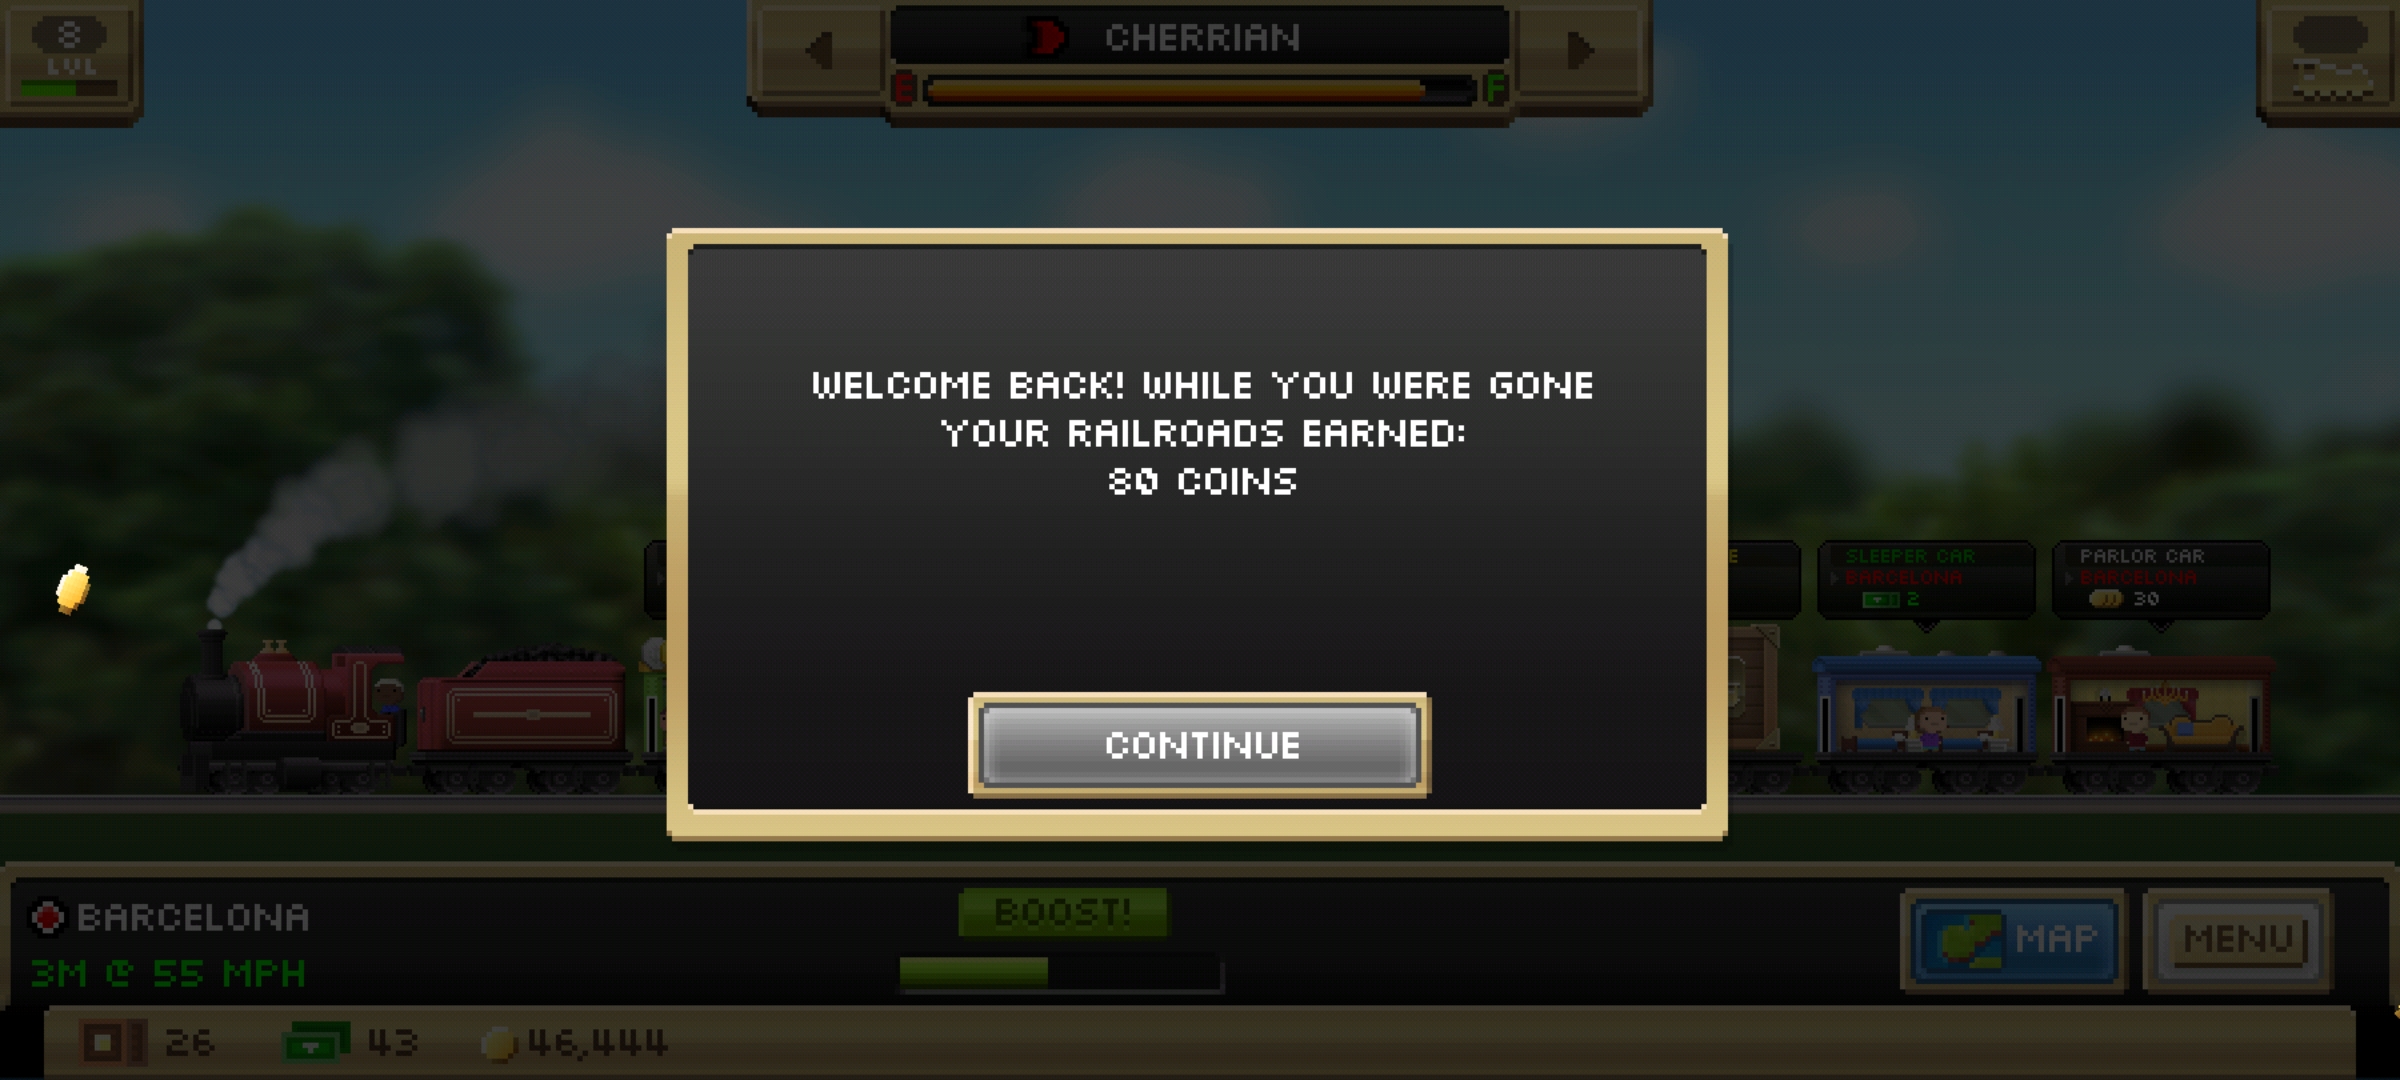 8
LVL
CHERRIAN
E
F
WELCOME BACK! WHILE YOU WERE GONE
YOUR RAILROADS EARNED:
80 COINS
CONTINUE
E
SLEEPER CAR
BARCELONA
2
PARLOR CAR
BARCELONA
30
BARCELONA
3M @ 55 MPH
BOOST!
MAP
MENU
26
43
46,444